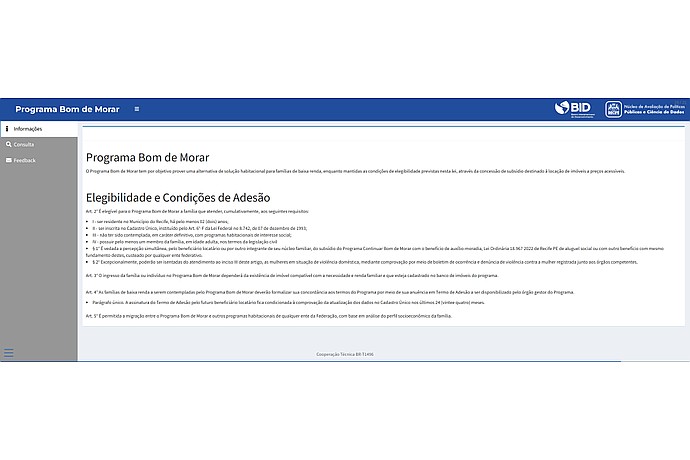 Programa Bom de Morar
BID
Núcleo de Avaliação de Políticas
Públicas e Ciência de Dados
Informações
Consulta
Feedback
Programa Bom de Morar
O Programa Bom de Morar tem por objetivo prover uma alternativa de solução habitacional para famílias de baixa renda, enquanto mantidas as condições de elegibilidade previstas nesta lei, através da concessão de subsídio destinado à locação de imóveis a preços acessíveis.
Elegibilidade e Condições de Adesão
Art. 2° É elegível para o Programa Bom de Morar a família que atender, cumulativamente, aos seguintes requisitos:
I - ser residente no Município do Recife, há pelo menos 02 (dois) anos;
II - ser inscrita no Cadastro Único, instituído pelo Art. 6°-F da Lei Federal no 8.742, de 07 de dezembro de 1993;
III - não ter sido contemplada, em caráter definitivo, com programas habitacionais de interesse social;
IV - possuir pelo menos um membro da família, em idade adulta, nos termos da legislação civil
§ 1° É vedada a percepção simultânea, pelo beneficiário locatário ou por outro integrante de seu núcleo familiar, do subsídio do Programa Continuar Bom de Morar com o benefício de auxílio-moradia, Lei Ordinária 18.967 2022 de Recife PE de aluguel social ou com outro benefício com mesmo
fundamento destes, custeado por qualquer ente federativo.
§ 2° Excepcionalmente, poderão ser isentadas do atendimento ao inciso III deste artigo, as mulheres em situação de violência doméstica, mediante comprovação por meio de boletim de ocorrência e denúncia de violência contra a mulher registrada junto aos órgãos competentes.
Art. 3° O ingresso da família ou indivíduo no Programa Bom de Morar dependerá da existência de imóvel compatível com a necessidade e renda familiar e que esteja cadastrado no banco de imóveis do programa.
Art. 4° As famílias de baixa renda a serem contempladas pelo Programa Bom de Morar deverão formalizar sua concordância aos termos do Programa por meio de sua anuência em Termo de Adesão a ser disponibilizado pelo órgão gestor do Programa.
Parágrafo único. A assinatura do Termo de Adesão pelo futuro beneficiário locatário fica condicionada à comprovação da atualização dos dados no Cadastro Único nos últimos 24 (vinte e quatro) meses.
Art. 5° É permitida a migração entre o Programa Bom de Morar e outros programas habitacionais de qualquer ente da Federação, com base em análise do perfil socioeconômico da família.
Cooperação Técnica BR-T1496